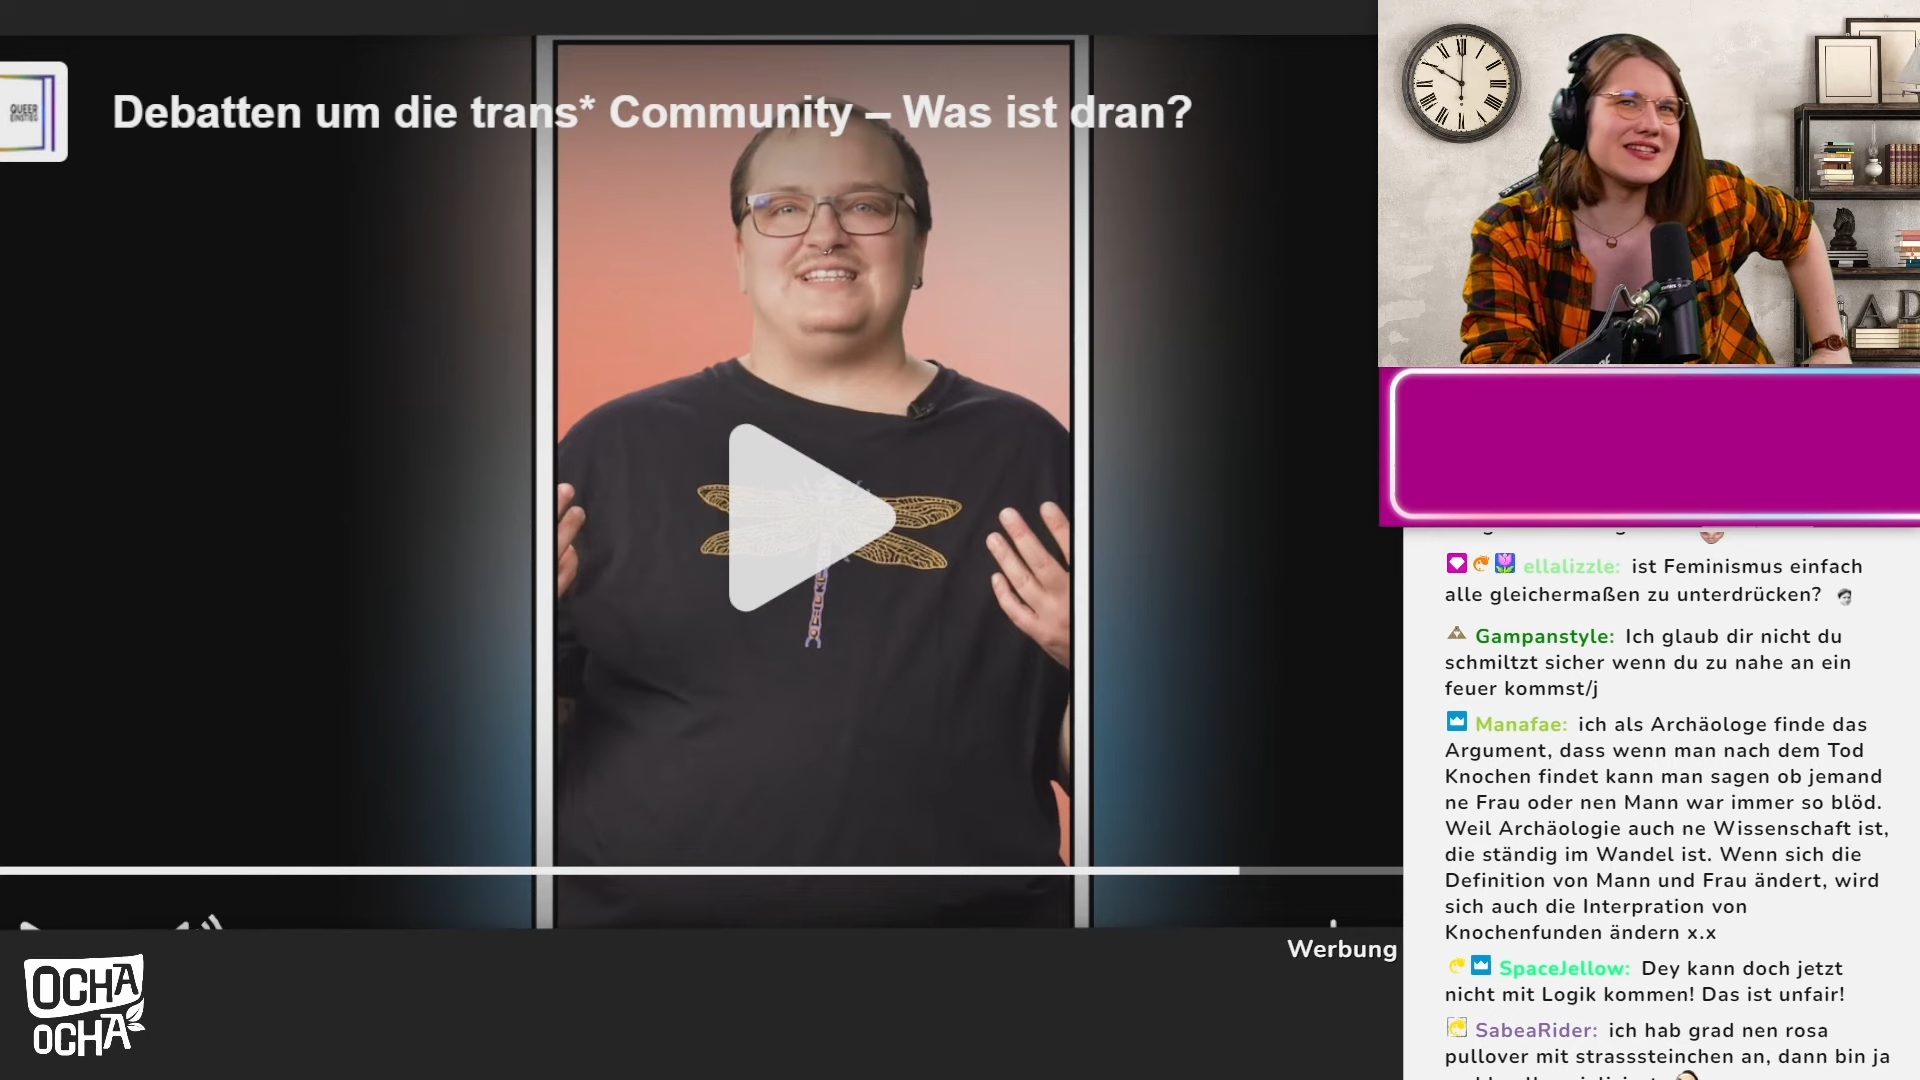 QUEER
EINSTIEG
Debatten um die trans* Community – Was ist dran?
ellalizzle: ist Feminismus einfach
alle gleichermaßen zu unterdrücken?
Gampanstyle: Ich glaub dir nicht du
schmiltzt sicher wenn du zu nahe an ein
feuer kommst/j
Manafae: ich als Archäologe finde das
Argument, dass wenn man nach dem Tod
Knochen findet kann man sagen ob jemand
ne Frau oder nen Mann war immer so blöd.
Weil Archäologie auch ne Wissenschaft ist,
die ständig im Wandel ist. Wenn sich die
Definition von Mann und Frau ändert, wird
sich auch die Interpration von
Knochenfunden ändern x.x
SpaceJellow: Dey kann doch jetzt
nicht mit Logik kommen! Das ist unfair!
SabeaRider: ich hab grad nen rosa
pullover mit strasssteinchen an, dann bin ja
Werbung
OCHA
OCHA
AD